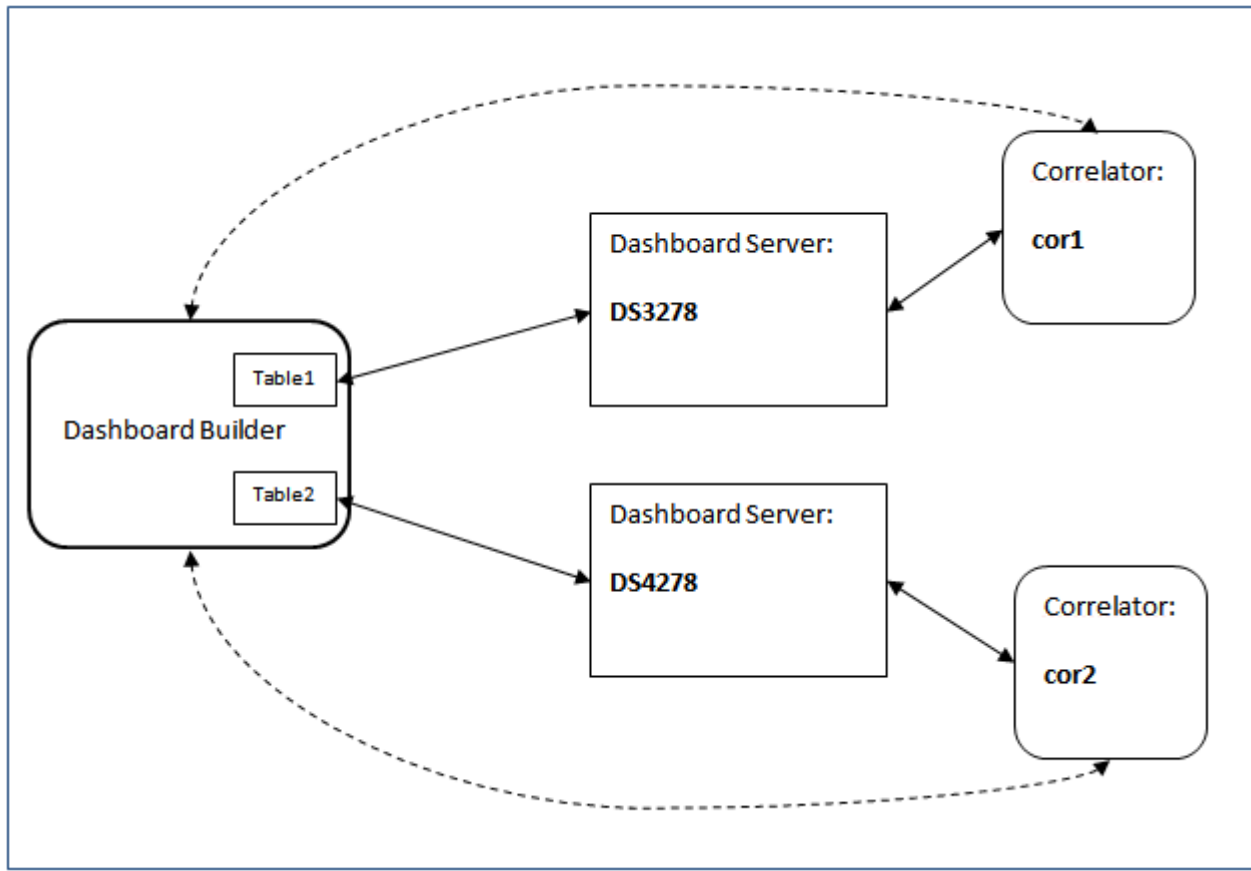 Correlator:
cor1
Dashboard Server:
DS3278
Table1
Dashboard Builder
Table2
Dashboard Server:
DS4278
Correlator:
cor2